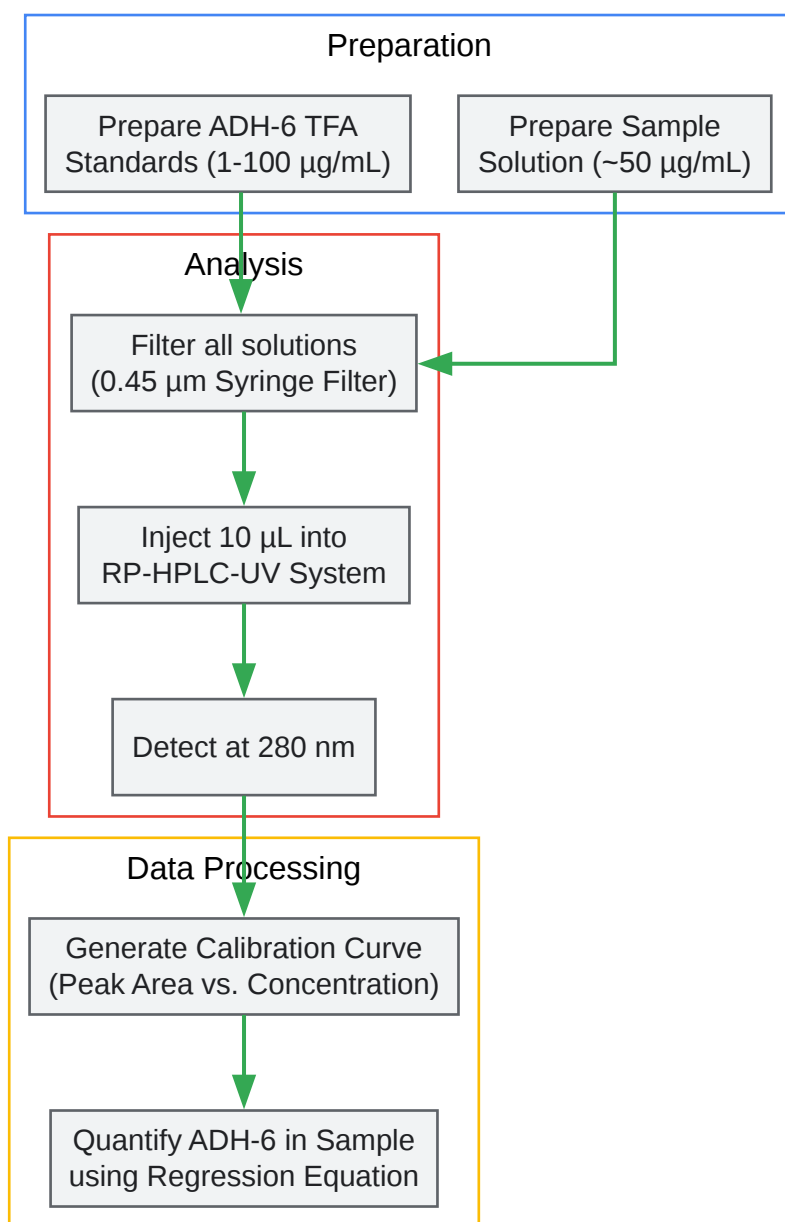 Preparation
Prepare ADH-6 TFA
Standards (1-100 µg/mL)
Prepare Sample
Solution (~50 µg/mL)
Analysis
Filter all solutions
(0.45 µm Syringe Filter)
Inject 10 µL into
RP-HPLC-UV System
Detect at 280 nm
Data Processing
Generate Calibration Curve
(Peak Area vs. Concentration)
Quantify ADH-6 in Sample
using Regression Equation